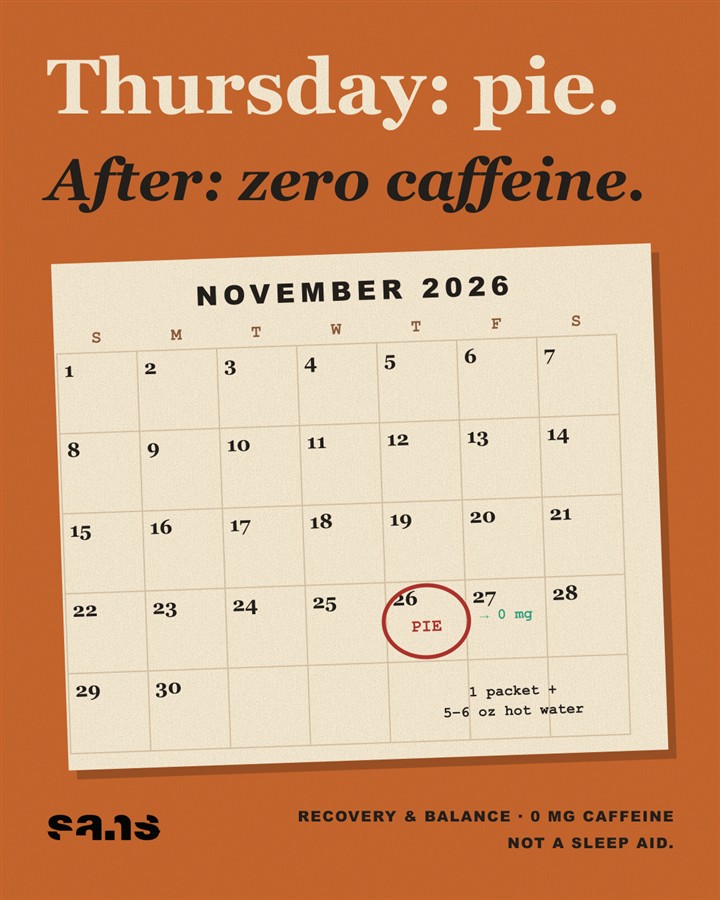 Thursday: pie.
After: zero caffeine.
NOVEMBER 2026
S M T W T F S
1 2 3 4 5 6 7
8 9 10 11 12 13 14
15 16 17 18 19 20 21
22 23 24 25 26 27 28
PIE → 0 mg
29 30
1 packet +
5–6 oz hot water
sans
RECOVERY & BALANCE · 0 MG CAFFEINE
NOT A SLEEP AID.